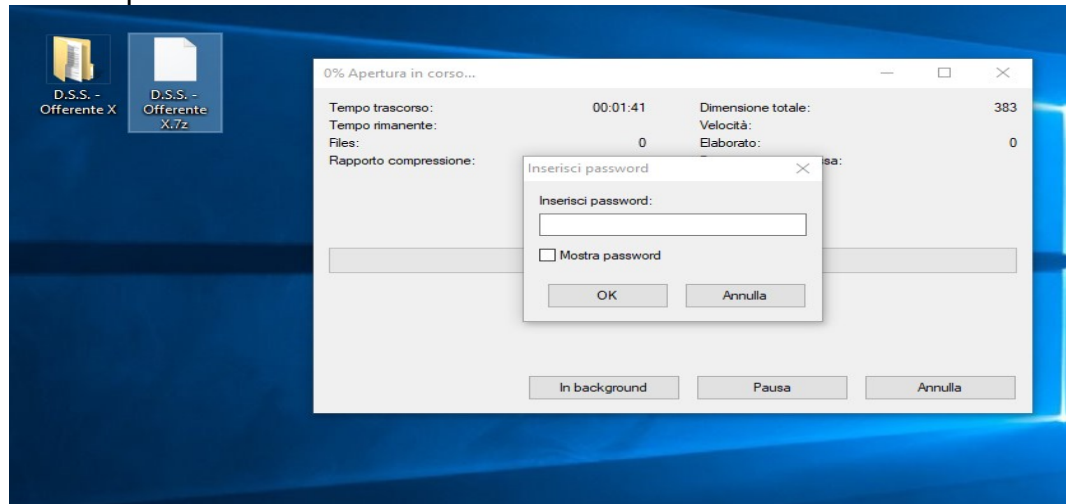 D.S.S. -
Offerente X
D.S.S. -
Offerente
X.7z
0% Apertura in corso...
Tempo trascorso: 00:01:41 Dimensione totale: 383
Tempo rimanente: Velocità:
Files: 0 Elaborato: 0
Rapporto compressione: sa:
Inserisci password
Inserisci password:
Mostra password
OK Annulla
In background Pausa Annulla